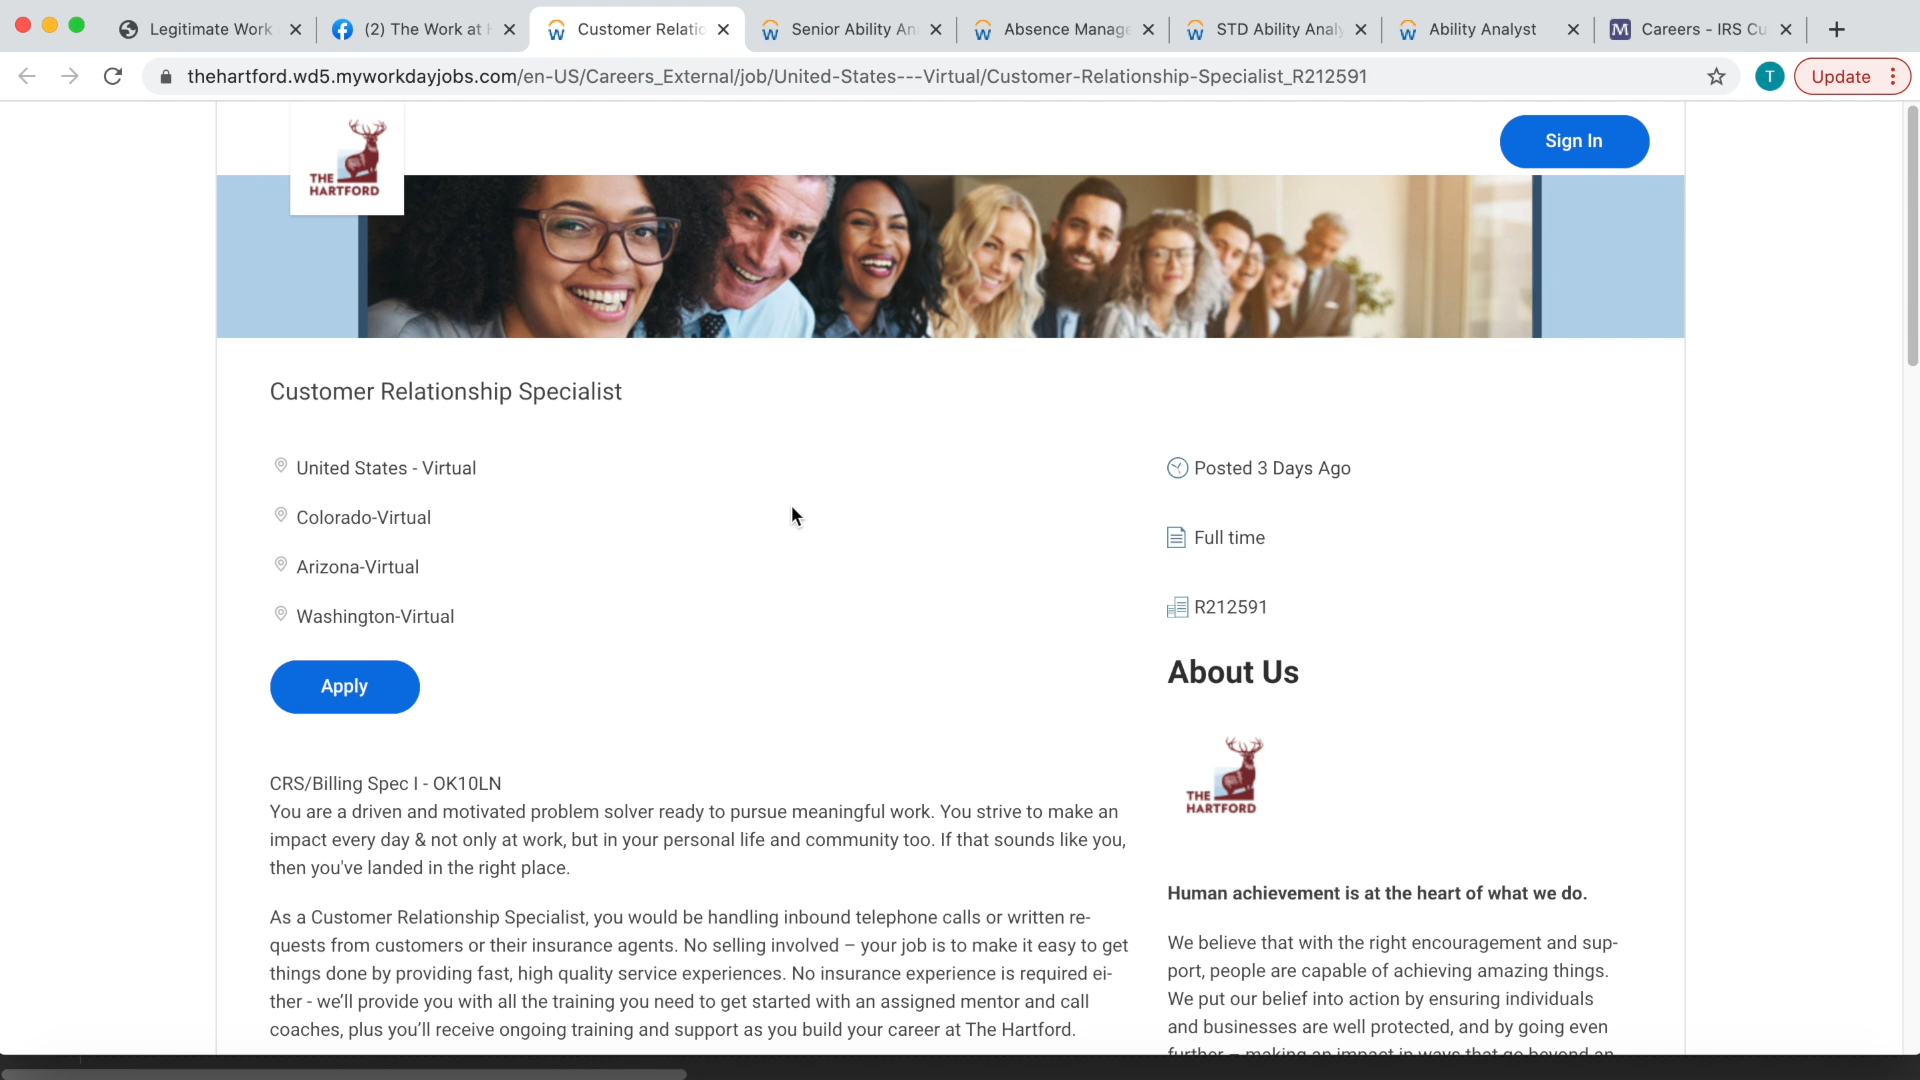 Legitimate Work
(2) The Work at H
Customer Relatio
Senior Ability An
Absence Manage
STD Ability Analy
Ability Analyst
M
Careers - IRS Cu
thehartford.wd5.myworkdayjobs.com/en-US/Careers_External/job/United-States---Virtual/Customer-Relationship-Specialist_R212591
T
Update
THE
HARTFORD
Sign In
Customer Relationship Specialist
United States - Virtual
Colorado-Virtual
Arizona-Virtual
Washington-Virtual
Apply
Posted 3 Days Ago
Full time
R212591
About Us
THE
HARTFORD
CRS/Billing Spec I - OK10LN
You are a driven and motivated problem solver ready to pursue meaningful work. You strive to make an
impact every day & not only at work, but in your personal life and community too. If that sounds like you,
then you've landed in the right place.
As a Customer Relationship Specialist, you would be handling inbound telephone calls or written re-
quests from customers or their insurance agents. No selling involved – your job is to make it easy to get
things done by providing fast, high quality service experiences. No insurance experience is required ei-
ther - we’ll provide you with all the training you need to get started with an assigned mentor and call
coaches, plus you’ll receive ongoing training and support as you build your career at The Hartford.
Human achievement is at the heart of what we do.
We believe that with the right encouragement and sup-
port, people are capable of achieving amazing things.
We put our belief into action by ensuring individuals
and businesses are well protected, and by going even
further – making an impact in ways that go beyond an